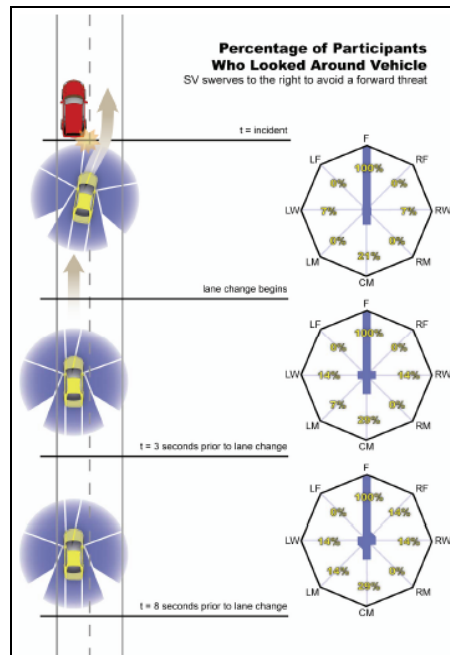 Percentage of Participants
Who Looked Around Vehicle
SV swerves to the right to avoid a forward threat
t = incident
F
LF
RF
100%
0%
0%
LW
7%
7%
RW
0%
0%
21%
LM
RM
CM
lane change begins
F
LF
RF
100%
0%
0%
LW
14%
14%
RW
7%
0%
29%
LM
RM
CM
t = 3 seconds prior to lane change
F
LF
RF
100%
0%
14%
LW
14%
14%
RW
14%
0%
29%
LM
RM
CM
t = 8 seconds prior to lane change